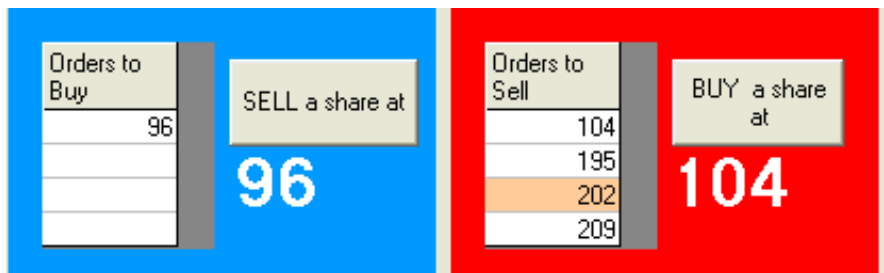 Orders to
Buy
96
SELL a share at
96
Orders to
Sell
104
195
202
209
BUY a share
at
104